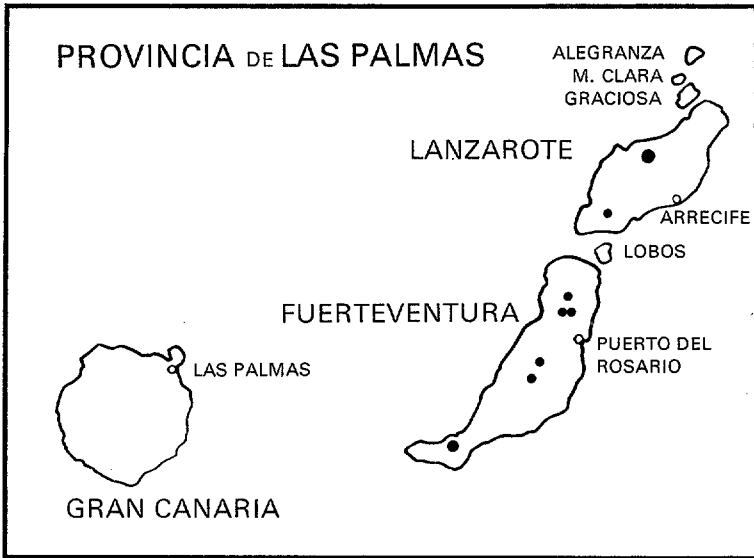 PROVINCIA DE LAS PALMAS
ALEGRANZA
M. CLARA
GRACIOSA
LANZAROTE
ARRECIFE
LOBOS
FUERTEVENTURA
PUERTO DEL
ROSARIO
LAS PALMAS
GRAN CANARIA